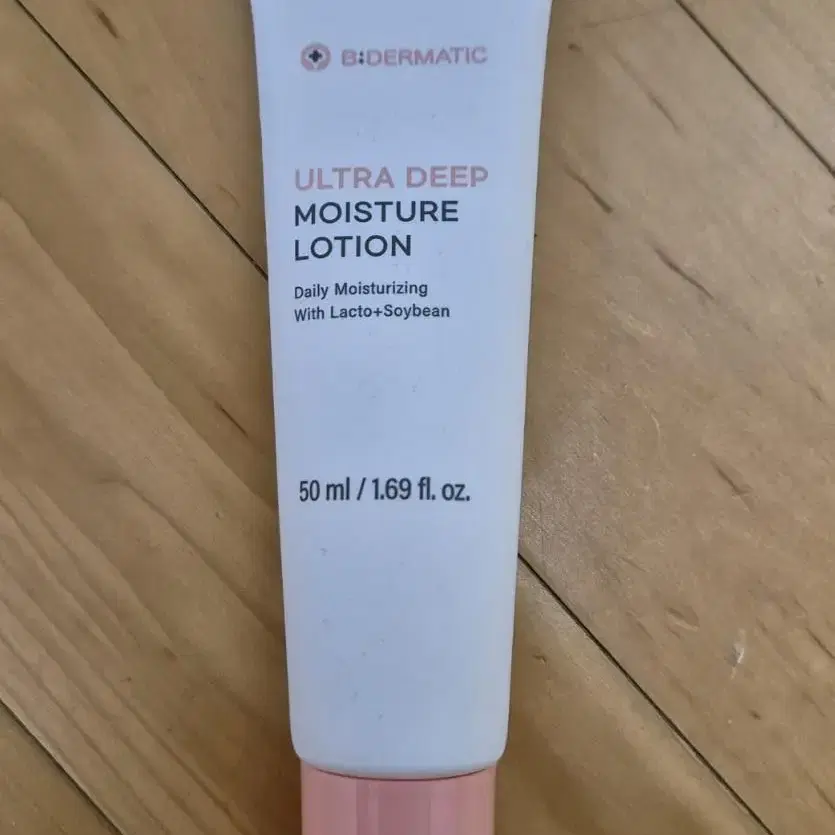 B:DERMATIC
ULTRA DEEP
MOISTURE
LOTION
Daily Moisturizing
With Lacto+Soybean
50 ml / 1.69 fl. oz.